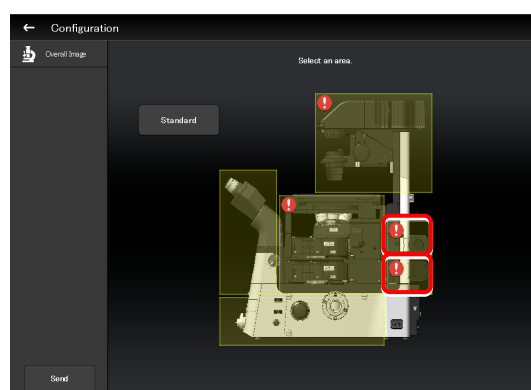 ← Configuration
Overall Image
Select an area.
Standard
Send